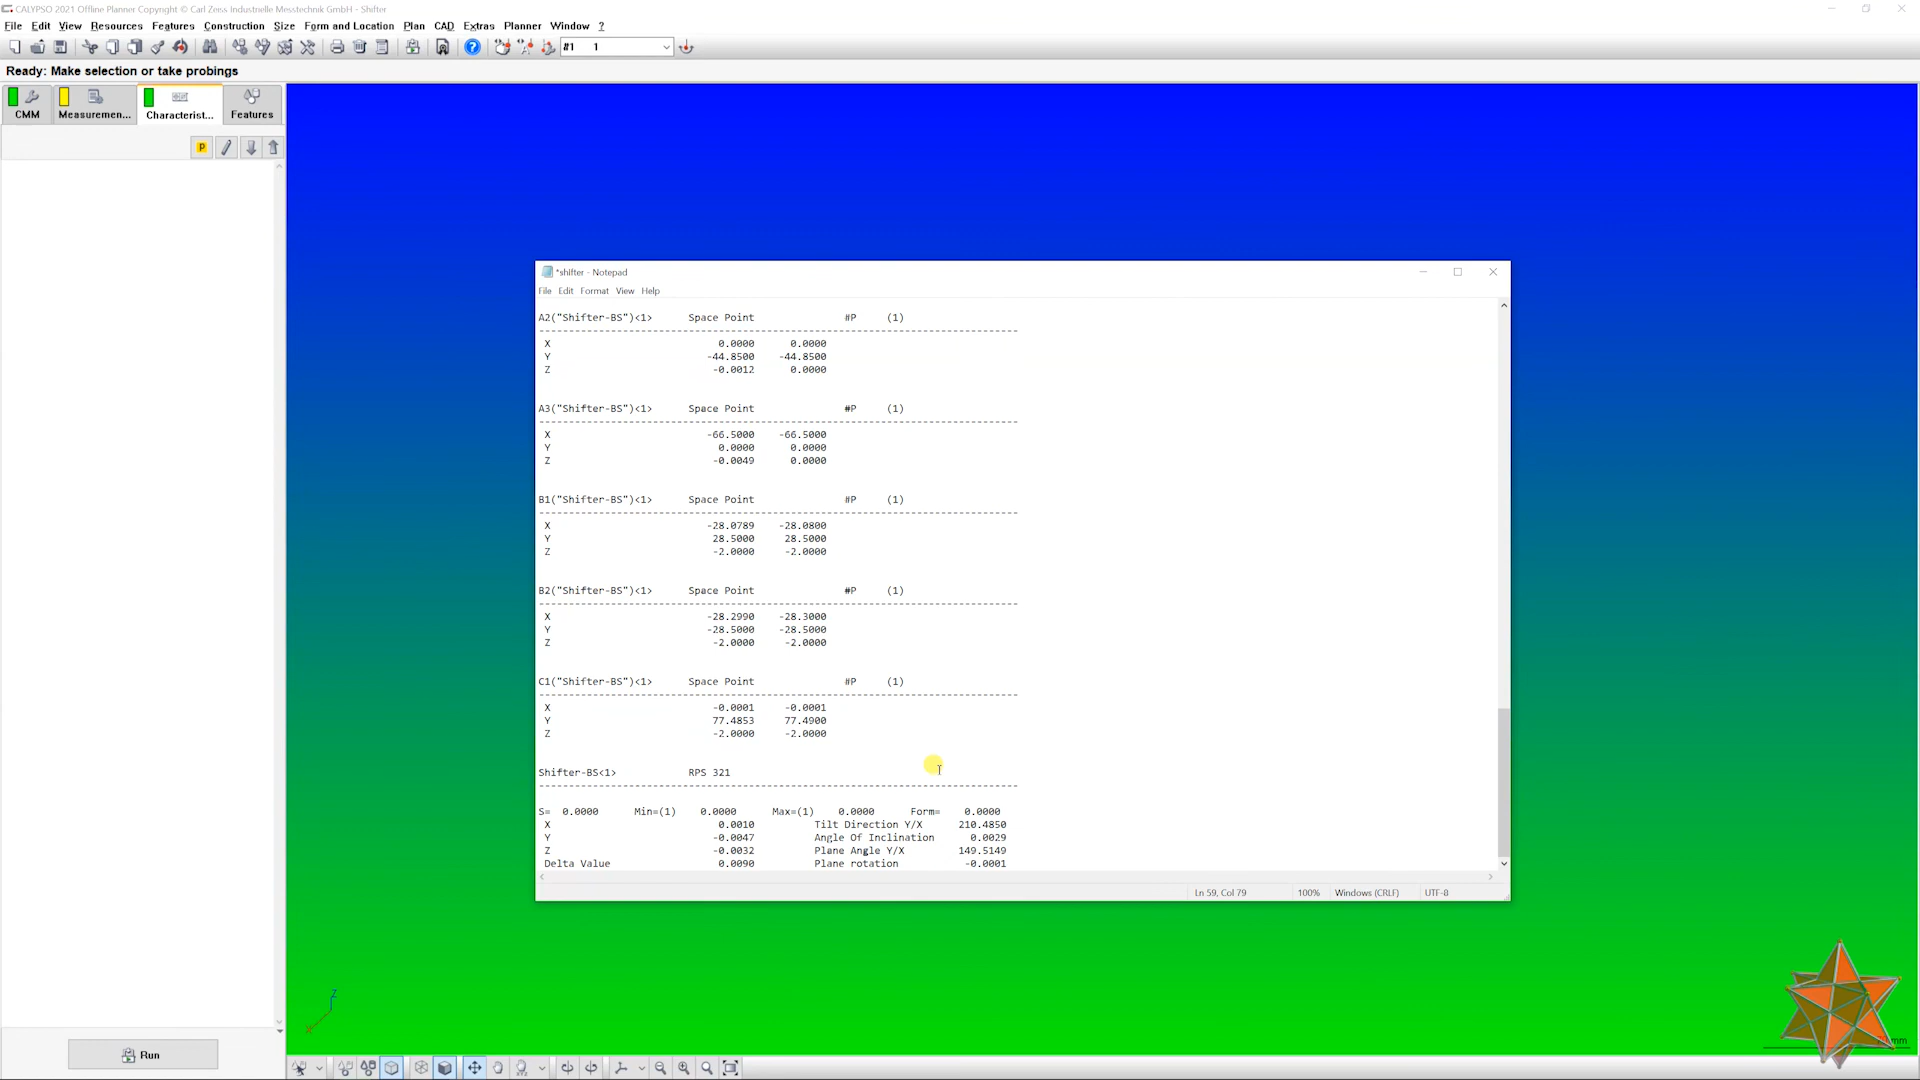 CALYPSO 2021 Offline Planner Copyright © Carl Zeiss Industrielle Messtechnik GmbH - Shifter
File Edit View Resources Features Construction Size Form and Location Plan CAD Extras Planner Window ?
#1 1
Ready: Make selection or take probings
CMM Measuremen... Characterist... Features
P
*shifter - Notepad
File Edit Format View Help
A2("Shifter-BS")<1> Space Point #P (1)
X 0.0000 0.0000
Y -44.8500 -44.8500
Z -0.0012 0.0000
A3("Shifter-BS")<1> Space Point #P (1)
X -66.5000 -66.5000
Y 0.0000 0.0000
Z -0.0049 0.0000
B1("Shifter-BS")<1> Space Point #P (1)
X -28.0789 -28.0800
Y 28.5000 28.5000
Z -2.0000 -2.0000
B2("Shifter-BS")<1> Space Point #P (1)
X -28.2990 -28.3000
Y -28.5000 -28.5000
Z -2.0000 -2.0000
C1("Shifter-BS")<1> Space Point #P (1)
X -0.0001 -0.0001
Y 77.4853 77.4900
Z -2.0000 -2.0000
Shifter-BS<1> RPS 321
S= 0.0000 Min=(1) 0.0000 Max=(1) 0.0000 Form= 0.0000
X 0.0010 Tilt Direction Y/X 210.4850
Y -0.0047 Angle Of Inclination 0.0029
Z -0.0032 Plane Angle Y/X 149.5149
Delta Value 0.0090 Plane rotation -0.0001
Ln 59, Col 79 100% Windows (CRLF) UTF-8
Z
X
Run